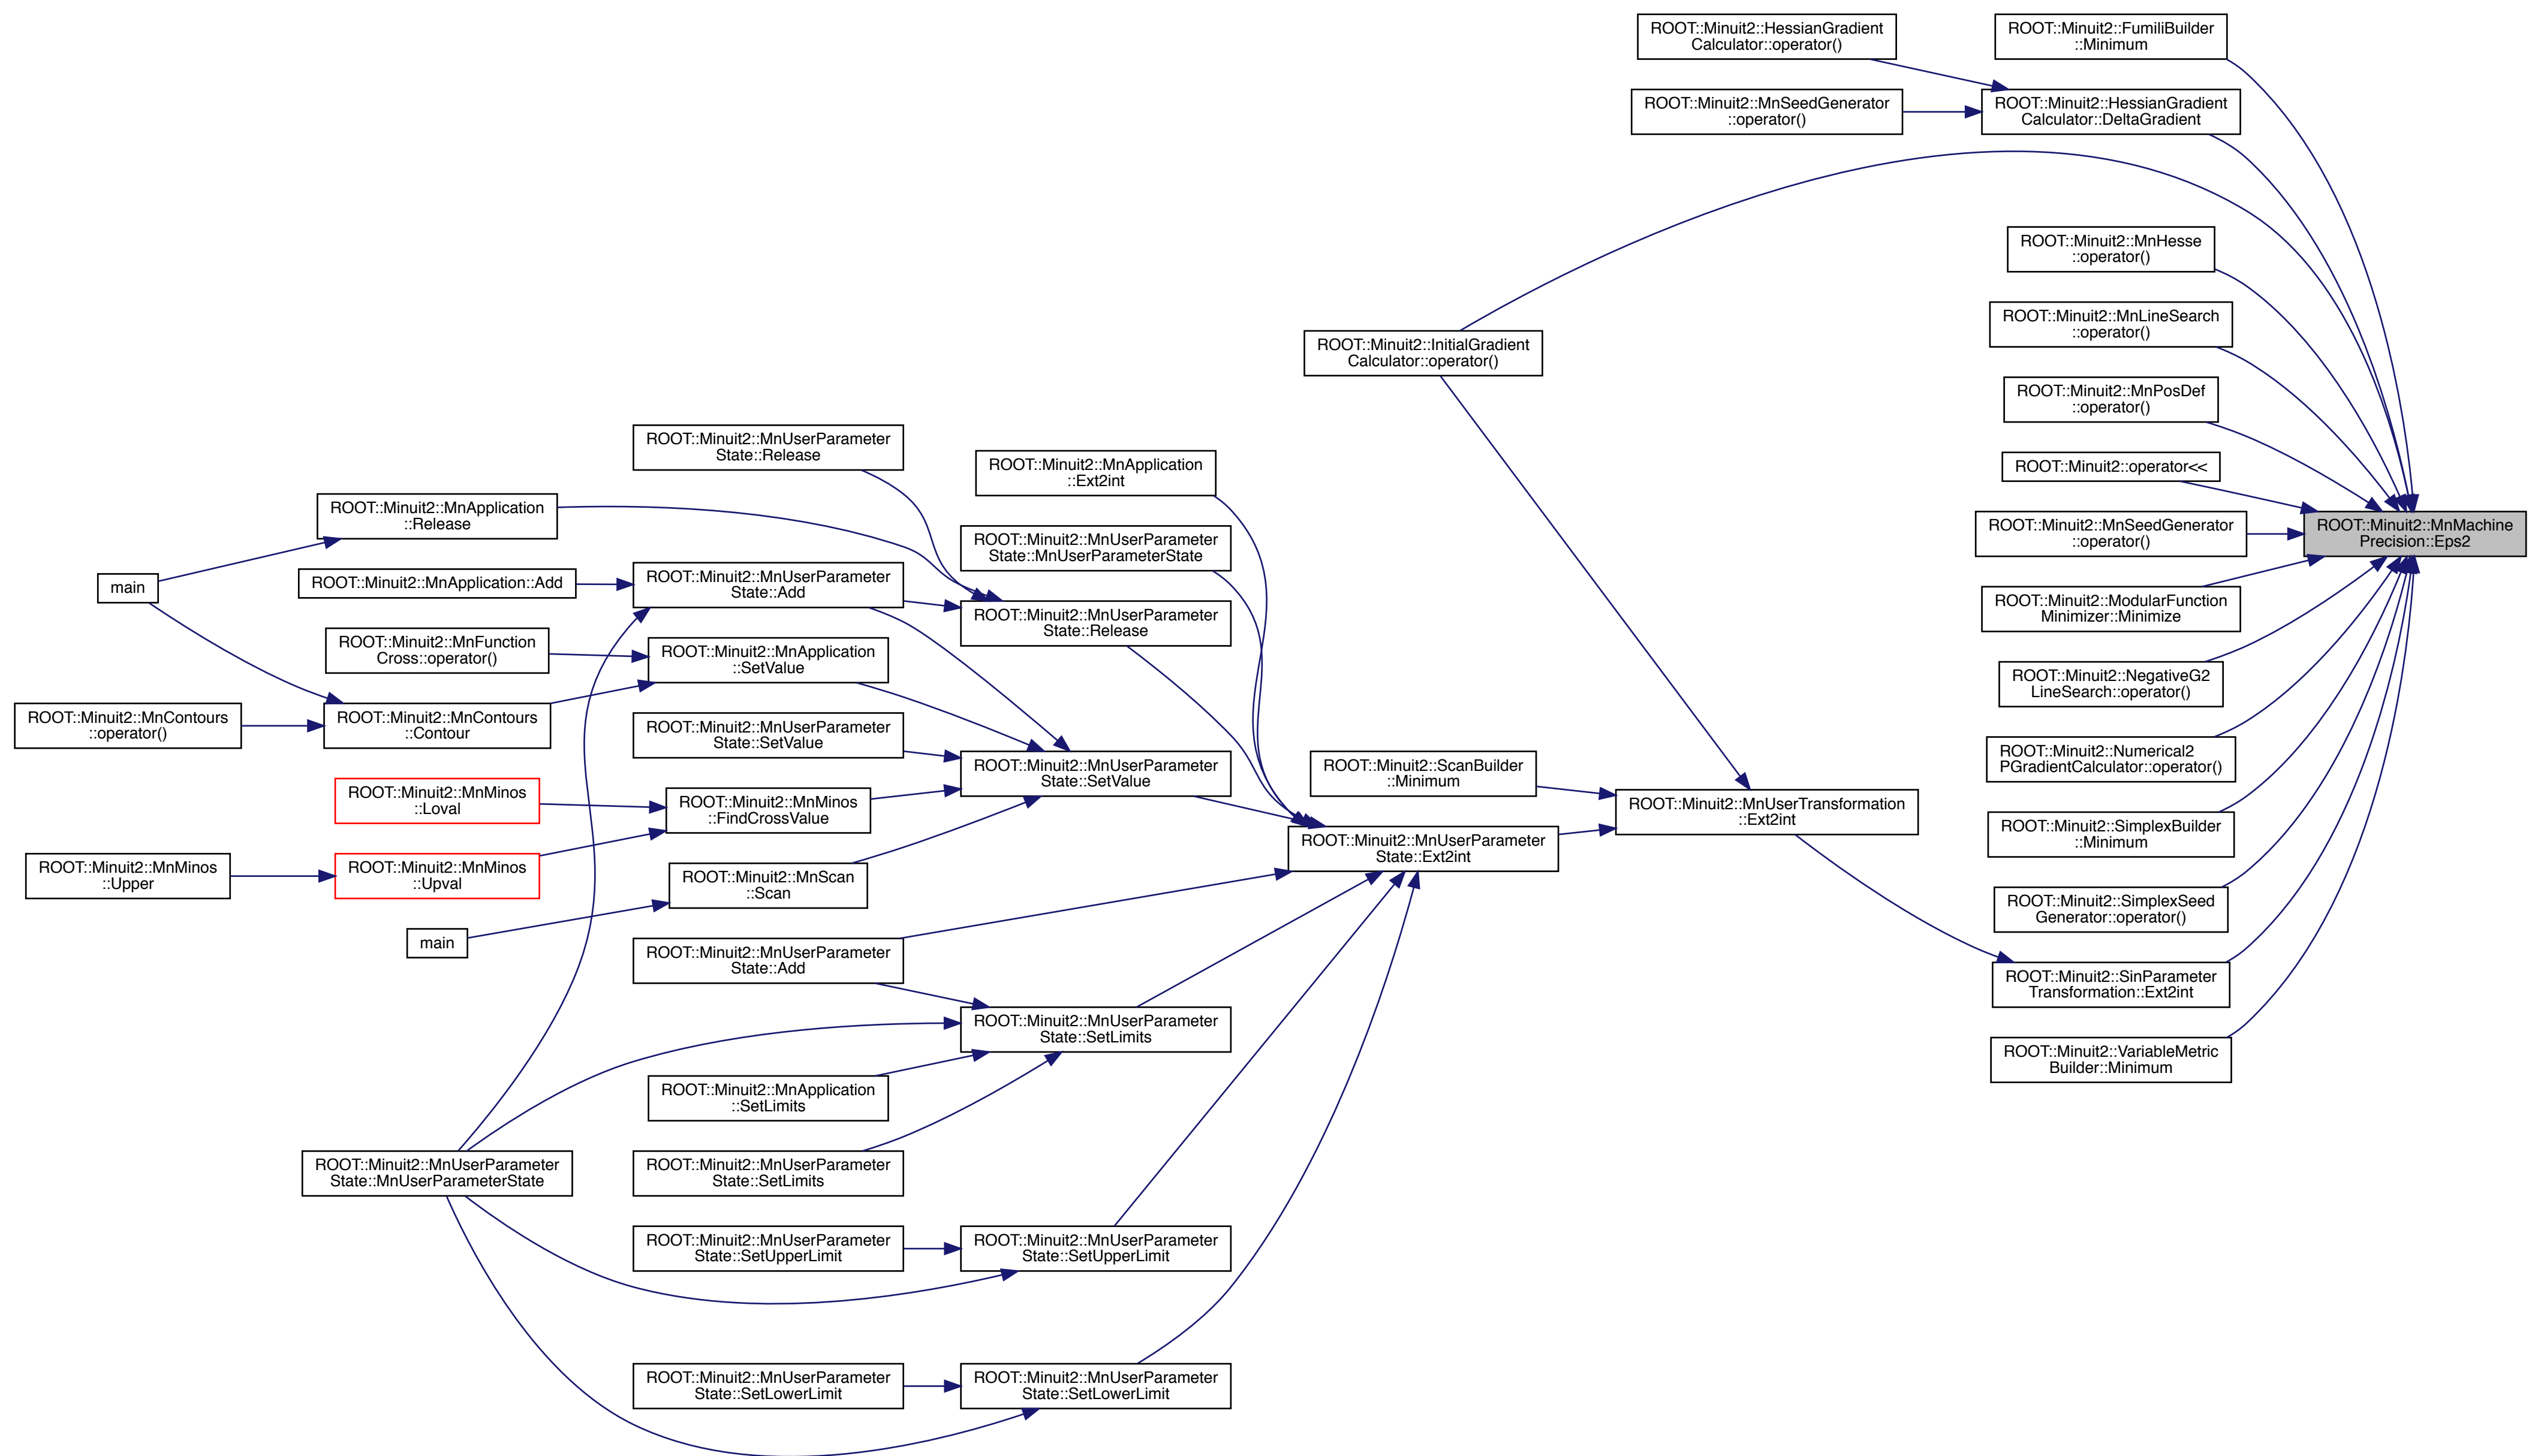 ROOT::Minuit2::HessianGradient
Calculator::operator()
ROOT::Minuit2::FumiliBuilder
::Minimum
ROOT::Minuit2::MnSeedGenerator
::operator()
ROOT::Minuit2::HessianGradient
Calculator::DeltaGradient
ROOT::Minuit2::MnHesse
::operator()
ROOT::Minuit2::MnLineSearch
::operator()
ROOT::Minuit2::InitialGradient
Calculator::operator()
ROOT::Minuit2::MnPosDef
::operator()
ROOT::Minuit2::MnUserParameter
State::Release
ROOT::Minuit2::MnApplication
::Ext2int
ROOT::Minuit2::operator<<
ROOT::Minuit2::MnApplication
::Release
ROOT::Minuit2::MnUserParameter
State::MnUserParameterState
ROOT::Minuit2::MnSeedGenerator
::operator()
ROOT::Minuit2::MnMachine
Precision::Eps2
main
ROOT::Minuit2::MnApplication::Add
ROOT::Minuit2::MnUserParameter
State::Add
ROOT::Minuit2::MnUserParameter
State::Release
ROOT::Minuit2::ModularFunction
Minimizer::Minimize
ROOT::Minuit2::MnFunction
Cross::operator()
ROOT::Minuit2::MnApplication
::SetValue
ROOT::Minuit2::NegativeG2
LineSearch::operator()
ROOT::Minuit2::MnContours
::operator()
ROOT::Minuit2::MnContours
::Contour
ROOT::Minuit2::MnUserParameter
State::SetValue
ROOT::Minuit2::MnUserParameter
State::SetValue
ROOT::Minuit2::ScanBuilder
::Minimum
ROOT::Minuit2::Numerical2
PGradientCalculator::operator()
ROOT::Minuit2::MnMinos
::Loval
ROOT::Minuit2::MnMinos
::FindCrossValue
ROOT::Minuit2::MnUserTransformation
::Ext2int
ROOT::Minuit2::MnUserParameter
State::Ext2int
ROOT::Minuit2::SimplexBuilder
::Minimum
ROOT::Minuit2::MnMinos
::Upper
ROOT::Minuit2::MnMinos
::Upval
ROOT::Minuit2::MnScan
::Scan
ROOT::Minuit2::SimplexSeed
Generator::operator()
main
ROOT::Minuit2::MnUserParameter
State::Add
ROOT::Minuit2::SinParameter
Transformation::Ext2int
ROOT::Minuit2::MnUserParameter
State::SetLimits
ROOT::Minuit2::VariableMetric
Builder::Minimum
ROOT::Minuit2::MnApplication
::SetLimits
ROOT::Minuit2::MnUserParameter
State::MnUserParameterState
ROOT::Minuit2::MnUserParameter
State::SetLimits
ROOT::Minuit2::MnUserParameter
State::SetUpperLimit
ROOT::Minuit2::MnUserParameter
State::SetUpperLimit
ROOT::Minuit2::MnUserParameter
State::SetLowerLimit
ROOT::Minuit2::MnUserParameter
State::SetLowerLimit